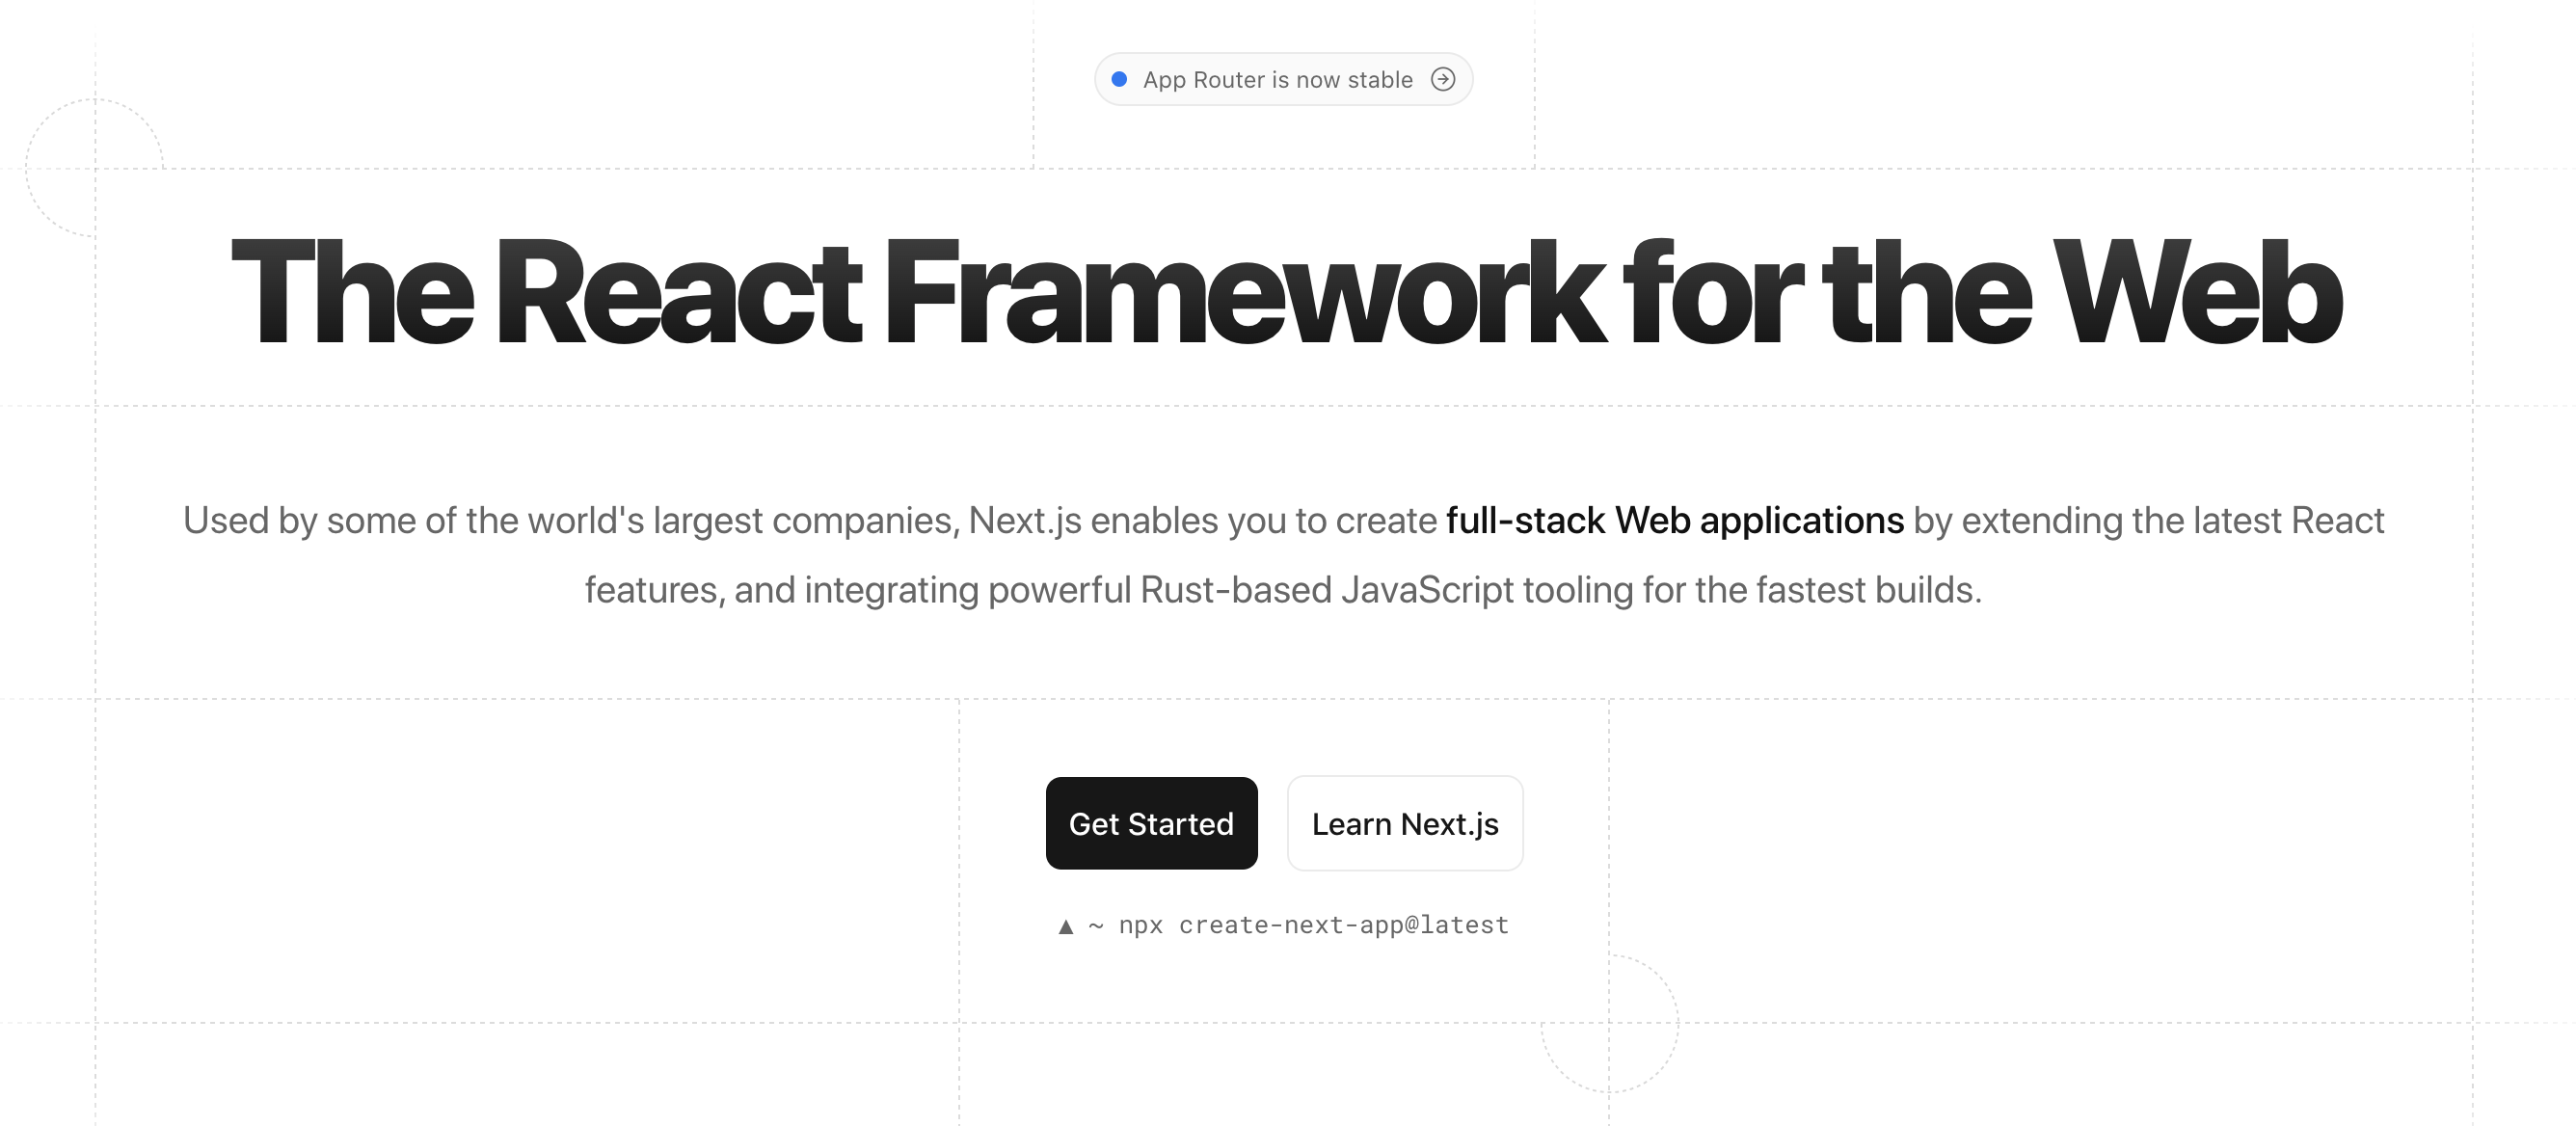 App Router is now stable
The React Framework for the Web
Used by some of the world's largest companies, Next.js enables you to create full-stack Web applications by extending the latest React
features, and integrating powerful Rust-based JavaScript tooling for the fastest builds.
Get Started Learn Next.js
▲ ~ npx create-next-app@latest